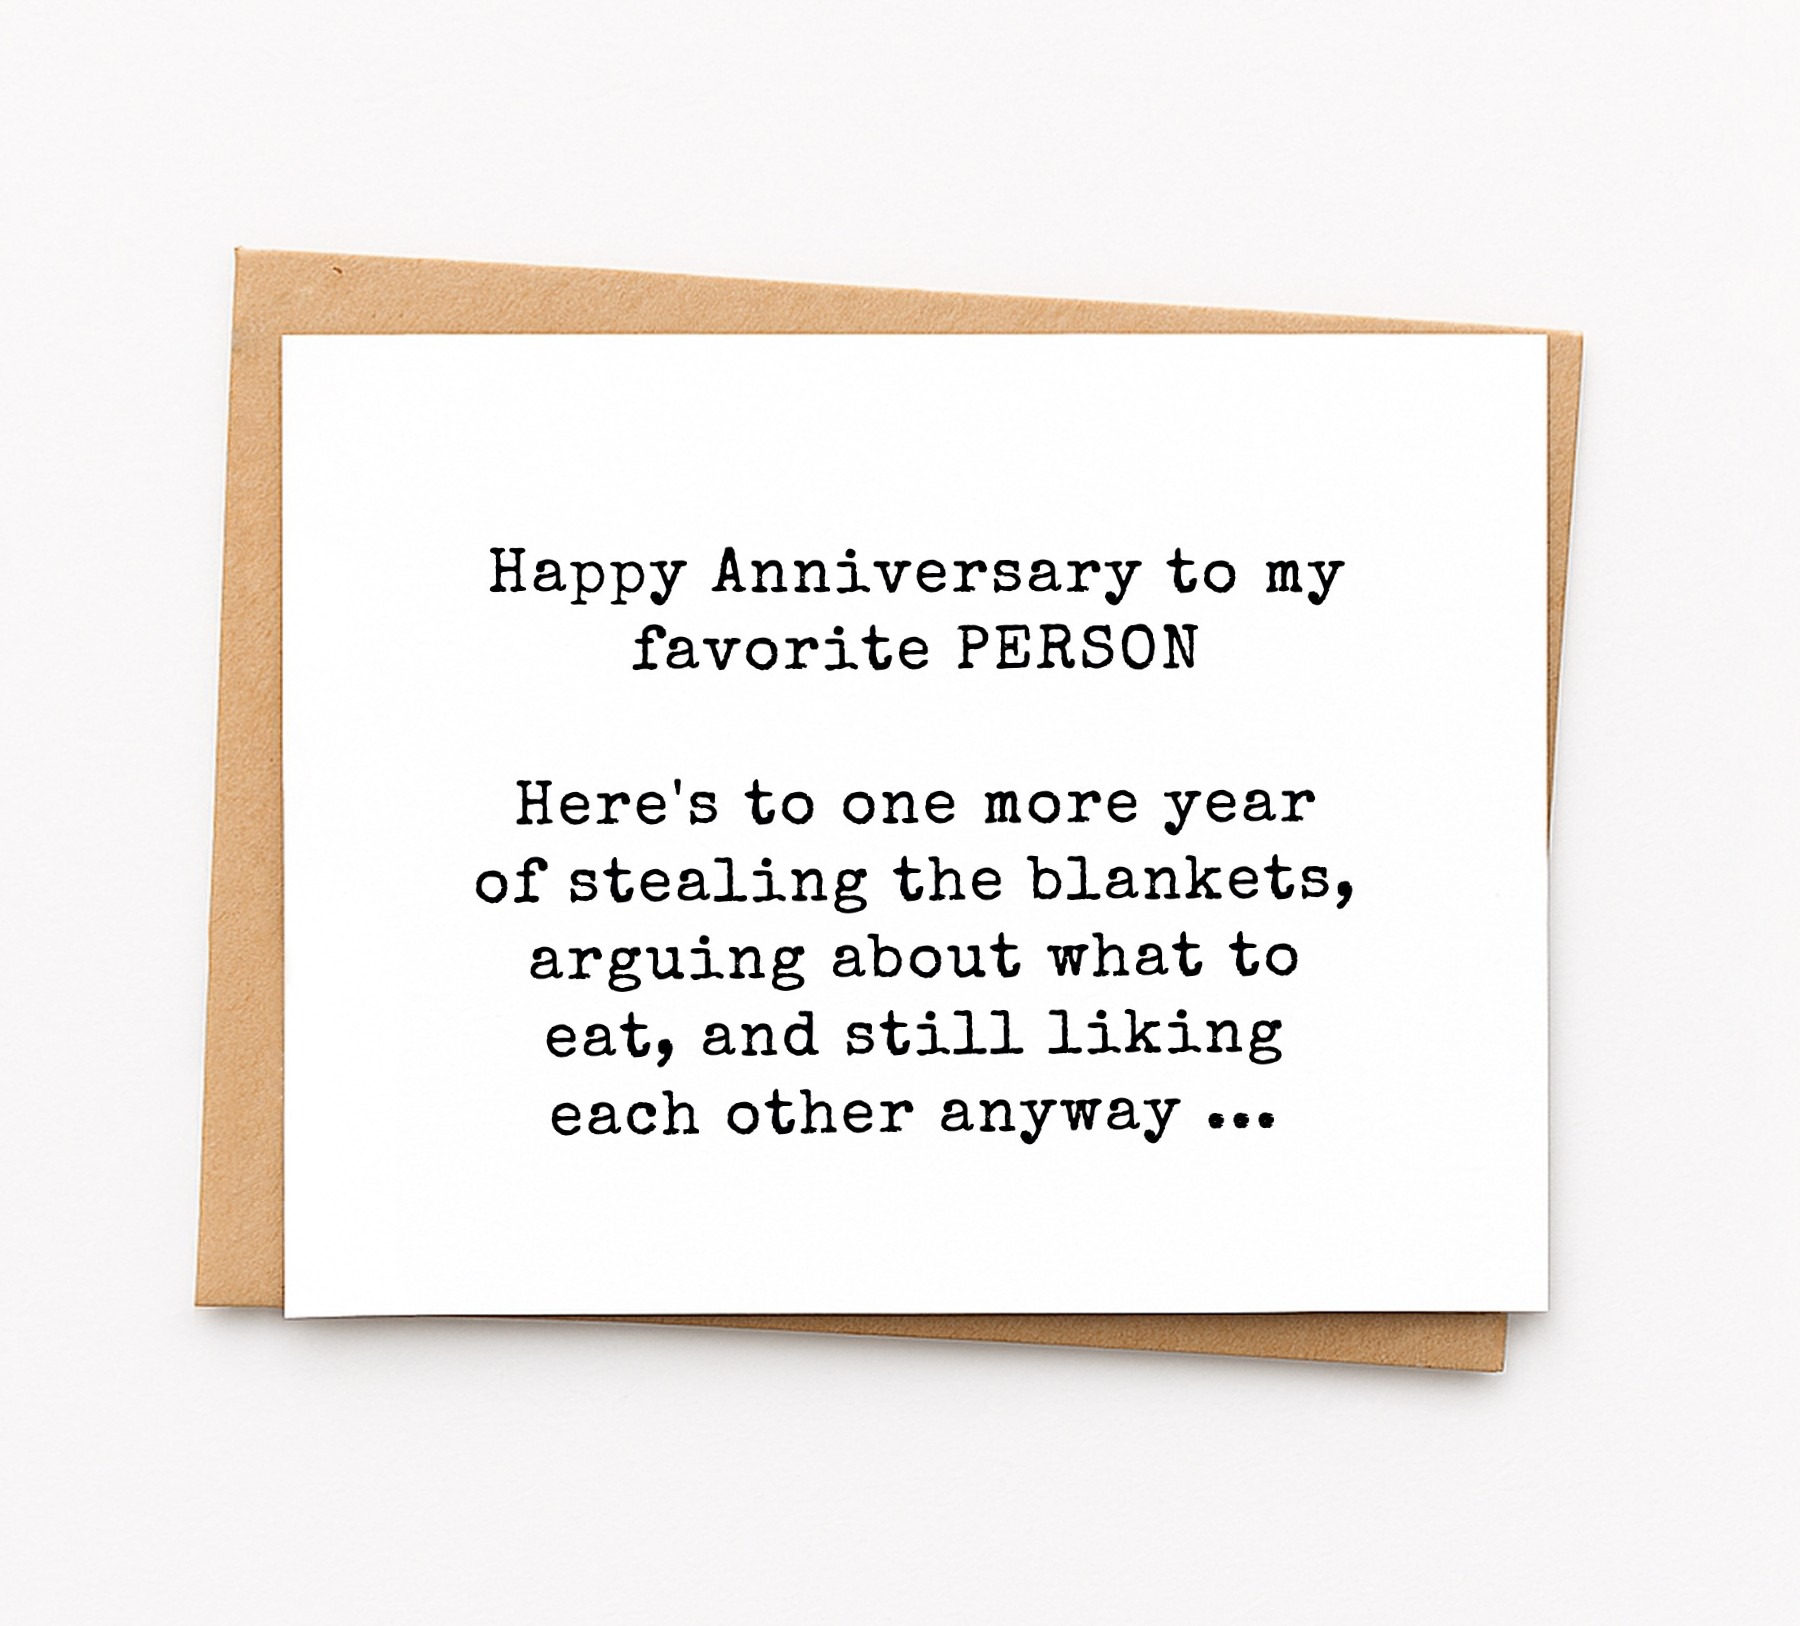 Happy Anniversary to my
favorite PERSON
Here's to one more year
of stealing the blankets,
arguing about what to
eat, and still liking
each other anyway ...